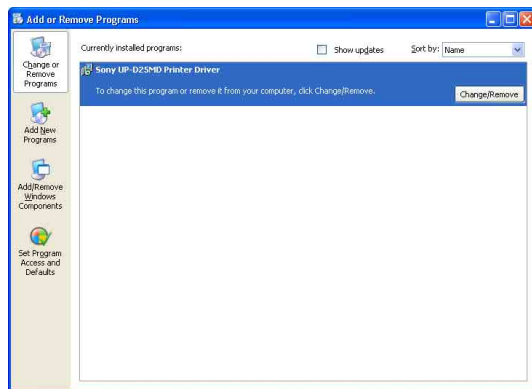 Add or Remove Programs
Change or
Remove
Programs
Currently installed programs:
Show updates
Sort by:
Name
Sony UP-D25MD Printer Driver
To change this program or remove it from your computer, click Change/Remove.
Change/Remove
Add New
Programs
Add/Remove
Windows
Components
Set Program
Access and
Defaults